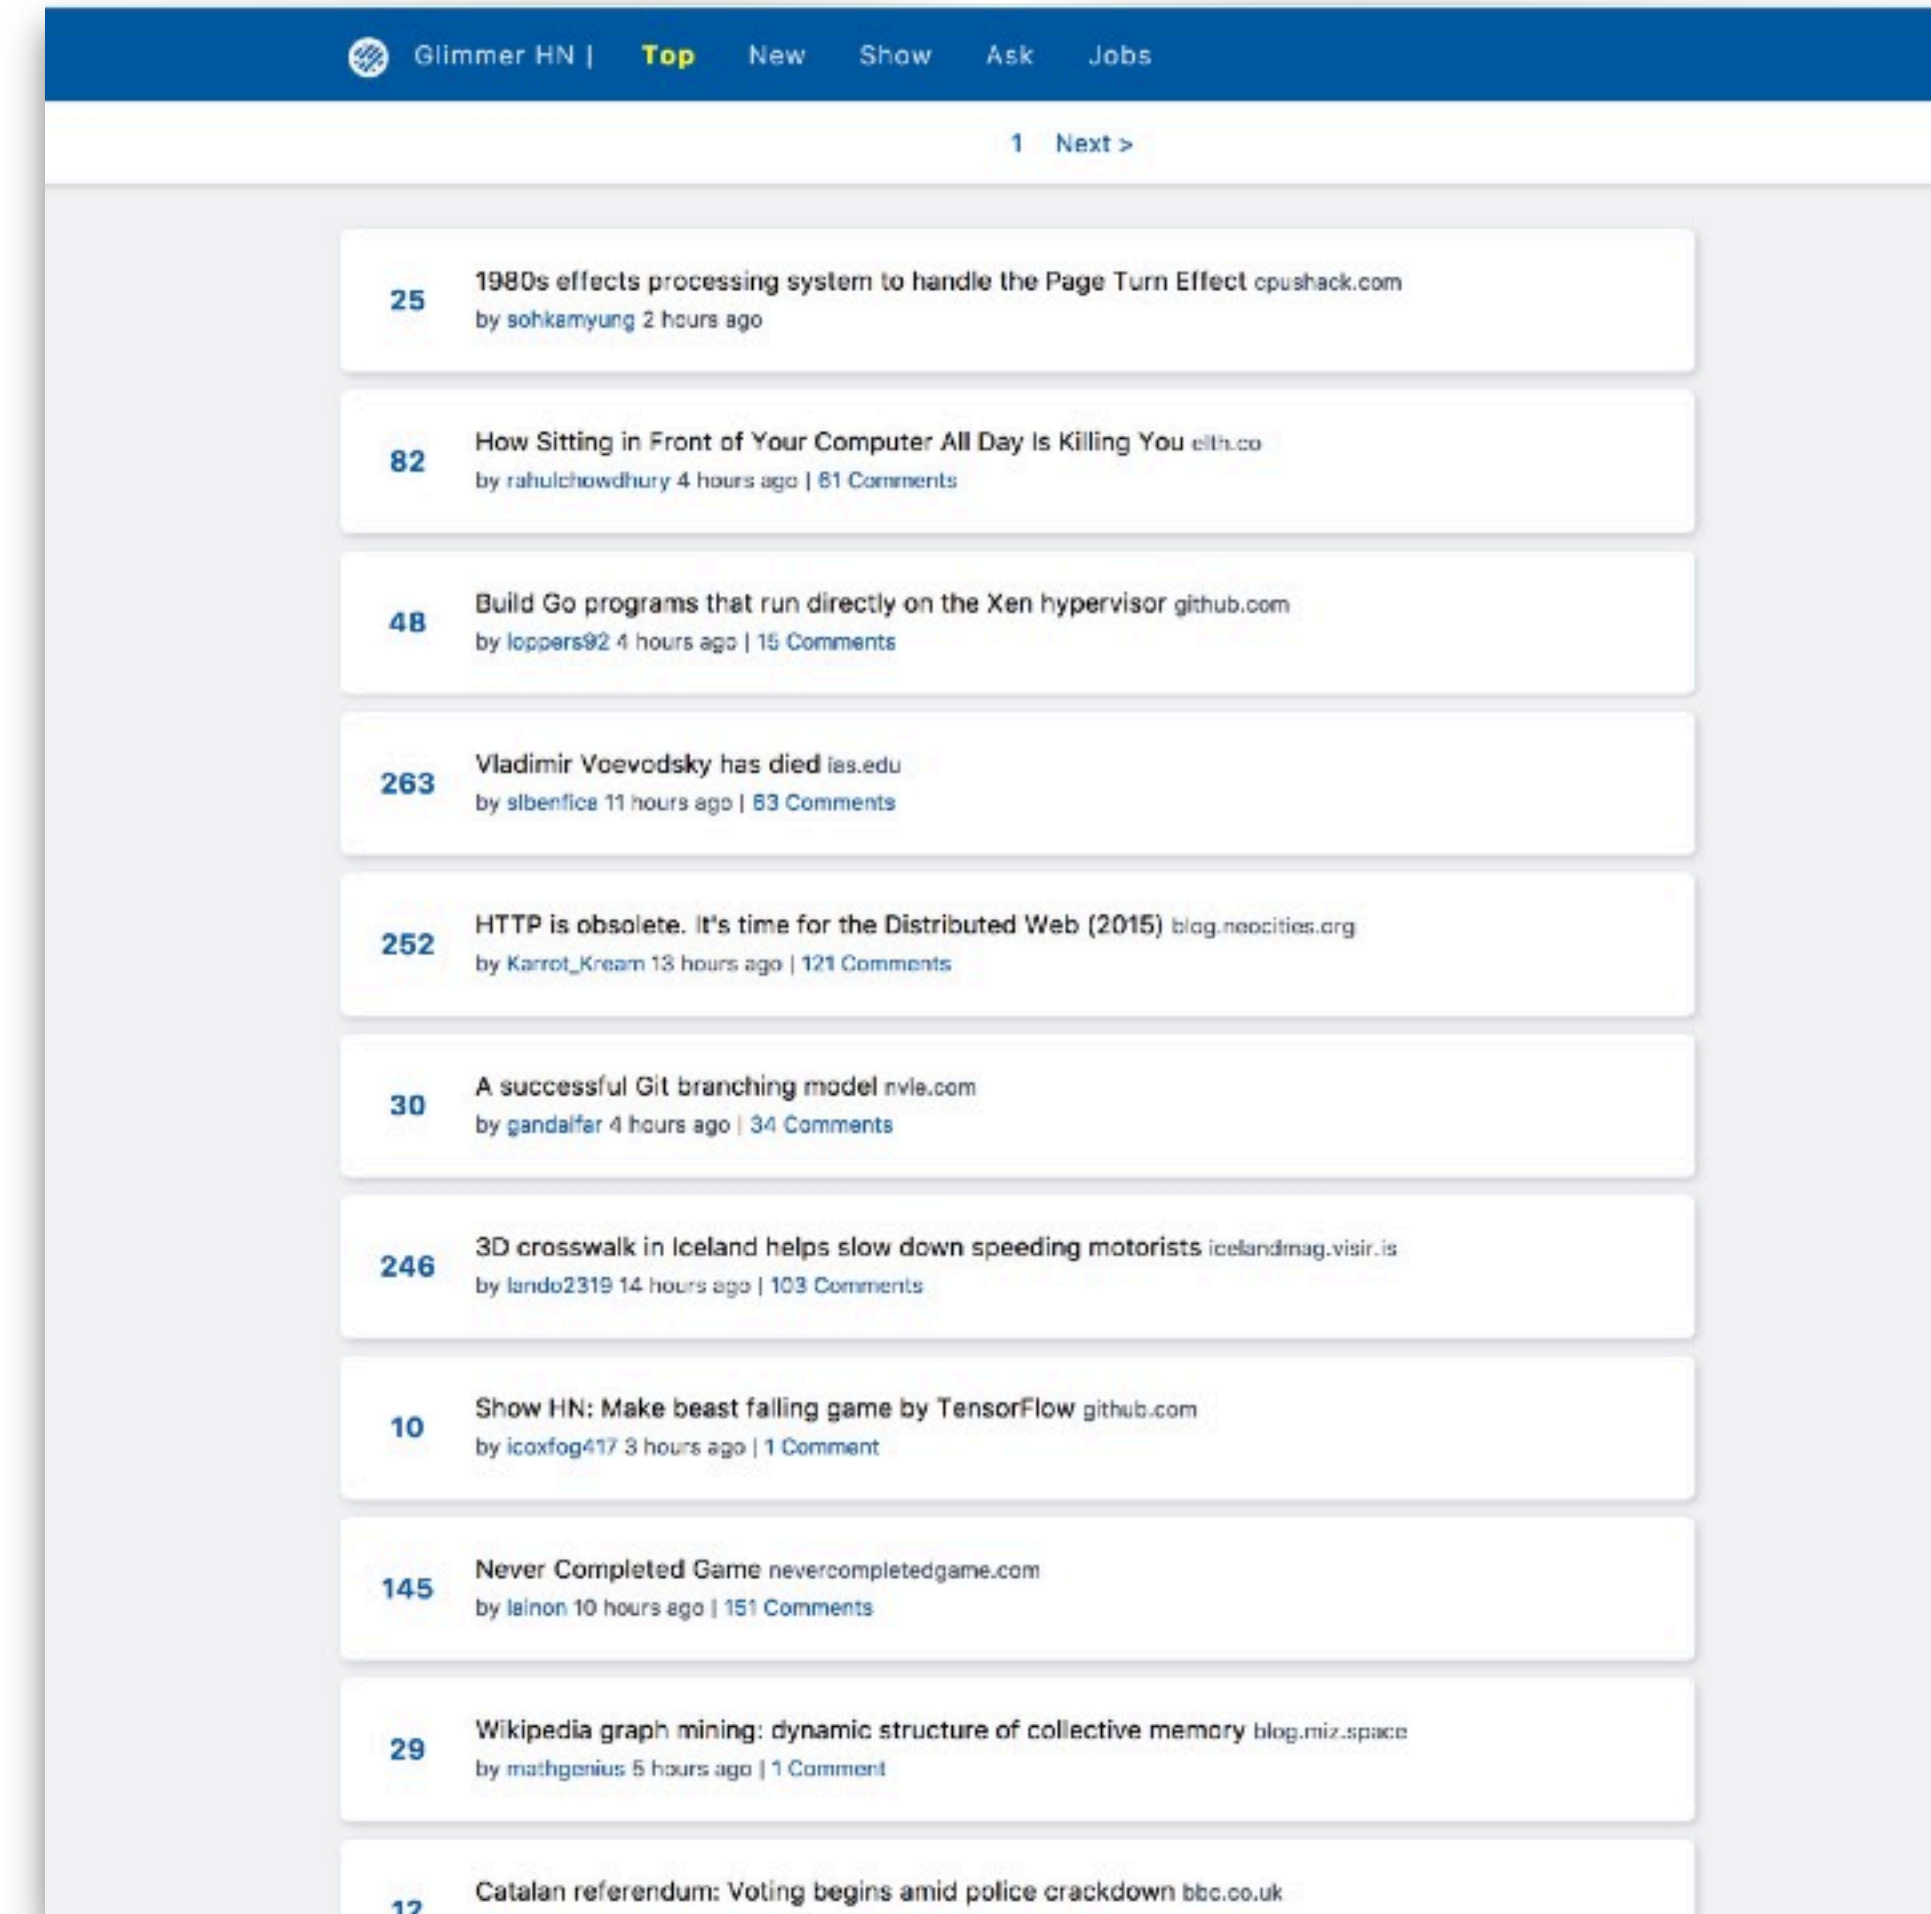 Glimmer HN | Top New Show Ask Jobs
1 Next >
25
1980s effects processing system to handle the Page Turn Effect cpushack.com
by sohkamyung 2 hours ago
82
How Sitting in Front of Your Computer All Day Is Killing You elth.co
by rahulchowdhury 4 hours ago | 61 Comments
48
Build Go programs that run directly on the Xen hypervisor github.com
by loppers92 4 hours ago | 15 Comments
263
Vladimir Voevodsky has died ias.edu
by slbenfica 11 hours ago | 63 Comments
252
HTTP is obsolete. It's time for the Distributed Web (2015) blog.neocities.org
by Karrot_Kream 13 hours ago | 121 Comments
30
A successful Git branching model nvie.com
by gandalfar 4 hours ago | 34 Comments
246
3D crosswalk in Iceland helps slow down speeding motorists icelandmag.visir.is
by lando2319 14 hours ago | 103 Comments
10
Show HN: Make beast falling game by TensorFlow github.com
by icoxfog417 3 hours ago | 1 Comment
145
Never Completed Game nevercompletedgame.com
by lainon 10 hours ago | 151 Comments
29
Wikipedia graph mining: dynamic structure of collective memory blog.miz.space
by mathgenius 5 hours ago | 1 Comment
12
Catalan referendum: Voting begins amid police crackdown bbc.co.uk